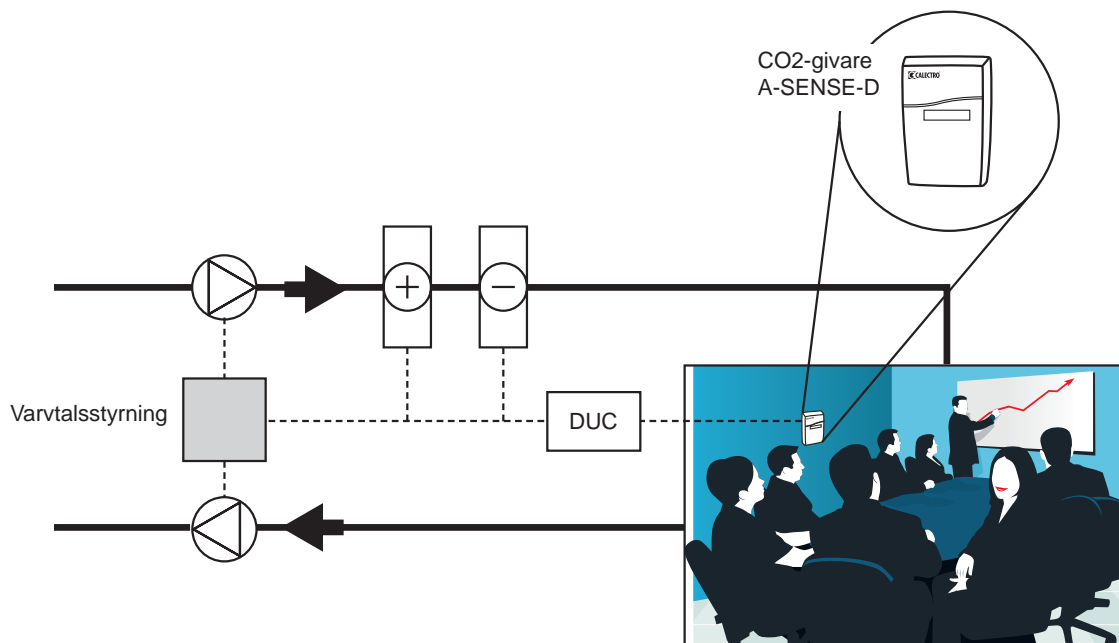 CO2-givare
A-SENSE-D
CALECTRO
Varvtalsstyrning
DUC